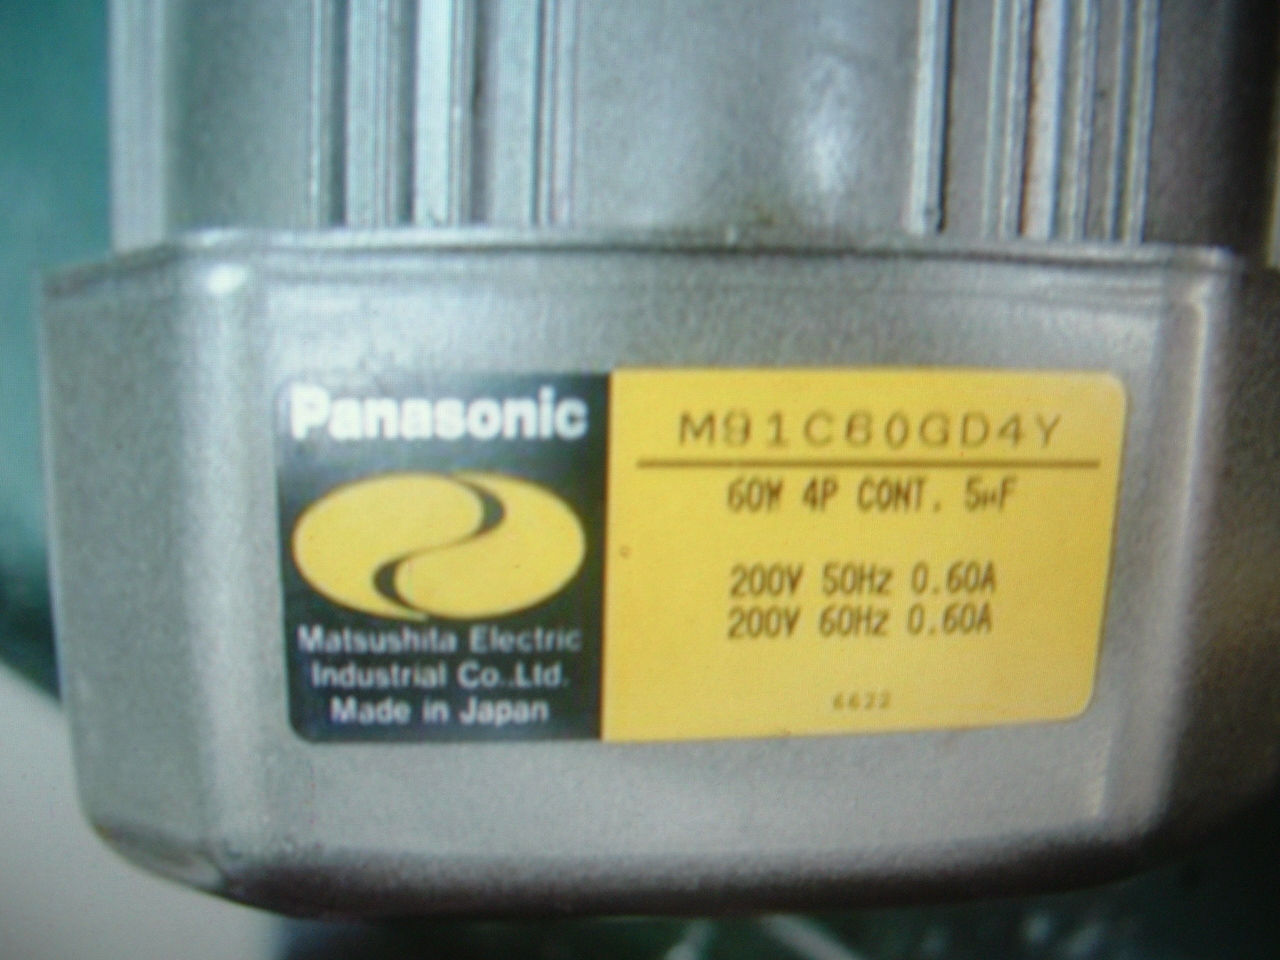 Panasonic
Matsushita Electric
Industrial Co.,Ltd.
Made in Japan
M91C60GD4Y
60W 4P CONT. 5μF
200V 50Hz 0.60A
200V 60Hz 0.60A
6622